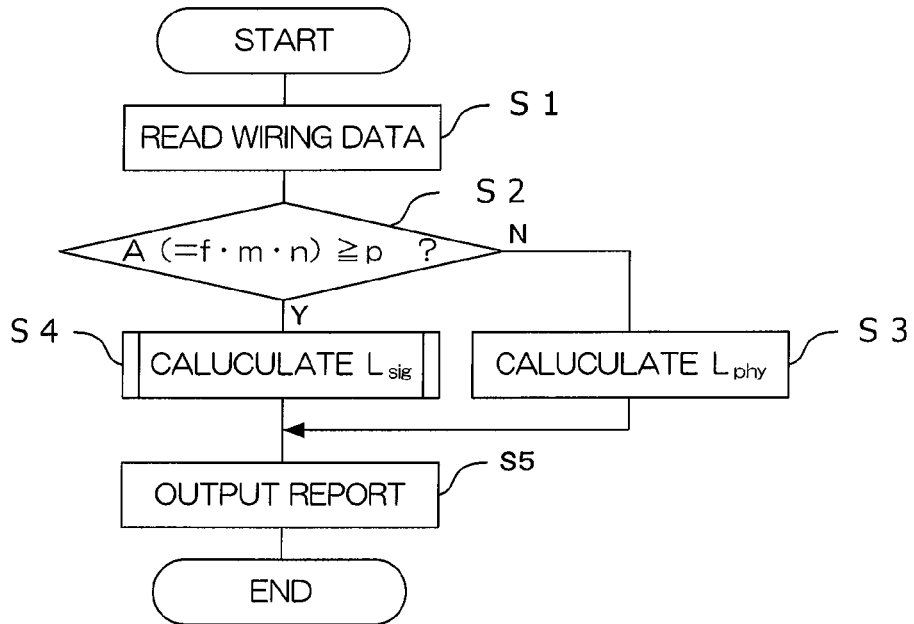 START
READ WIRING DATA
S 1
S 2
A (=f・m・n) ≧p ?
N
Y
S 4
CALUCULATE L sig
CALUCULATE L phy
S 3
OUTPUT REPORT
S5
END